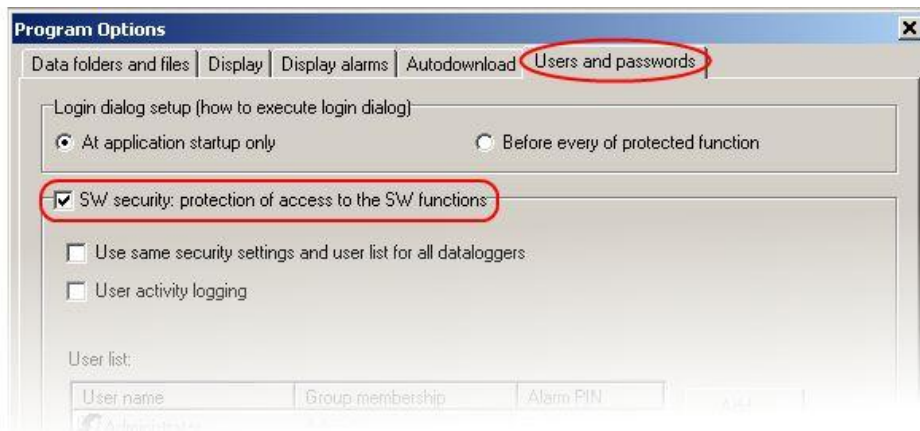 Program Options
Data folders and files Display Display alarms Autodownload Users and passwords
Login dialog setup (how to execute login dialog)
At application startup only Before every of protected function
SW security: protection of access to the SW functions
Use same security settings and user list for all dataloggers
User activity logging
User list:
User name Group membership Alarm PIN Add
Administrator